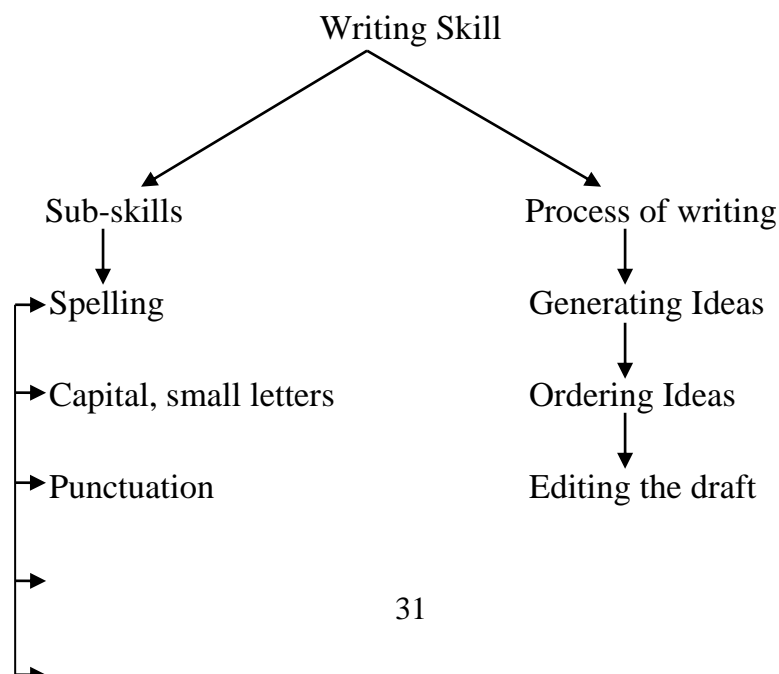 Writing Skill
Sub-skills
Process of writing
Spelling
Generating Ideas
Capital, small letters
Ordering Ideas
Punctuation
Editing the draft
31